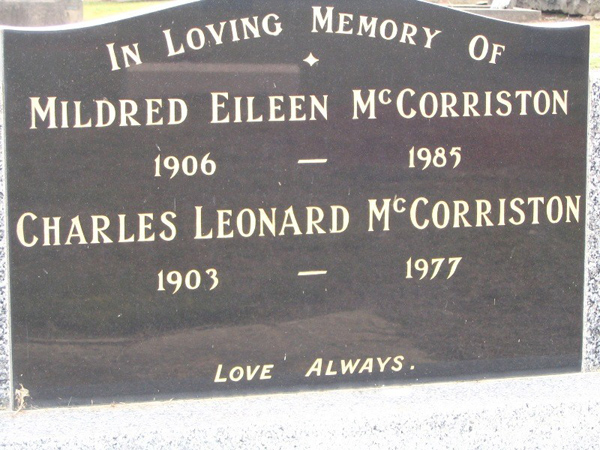 In Loving Memory Of
Mildred Eileen McCorriston
1906 — 1985
Charles Leonard McCorriston
1903 — 1977
Love Always.